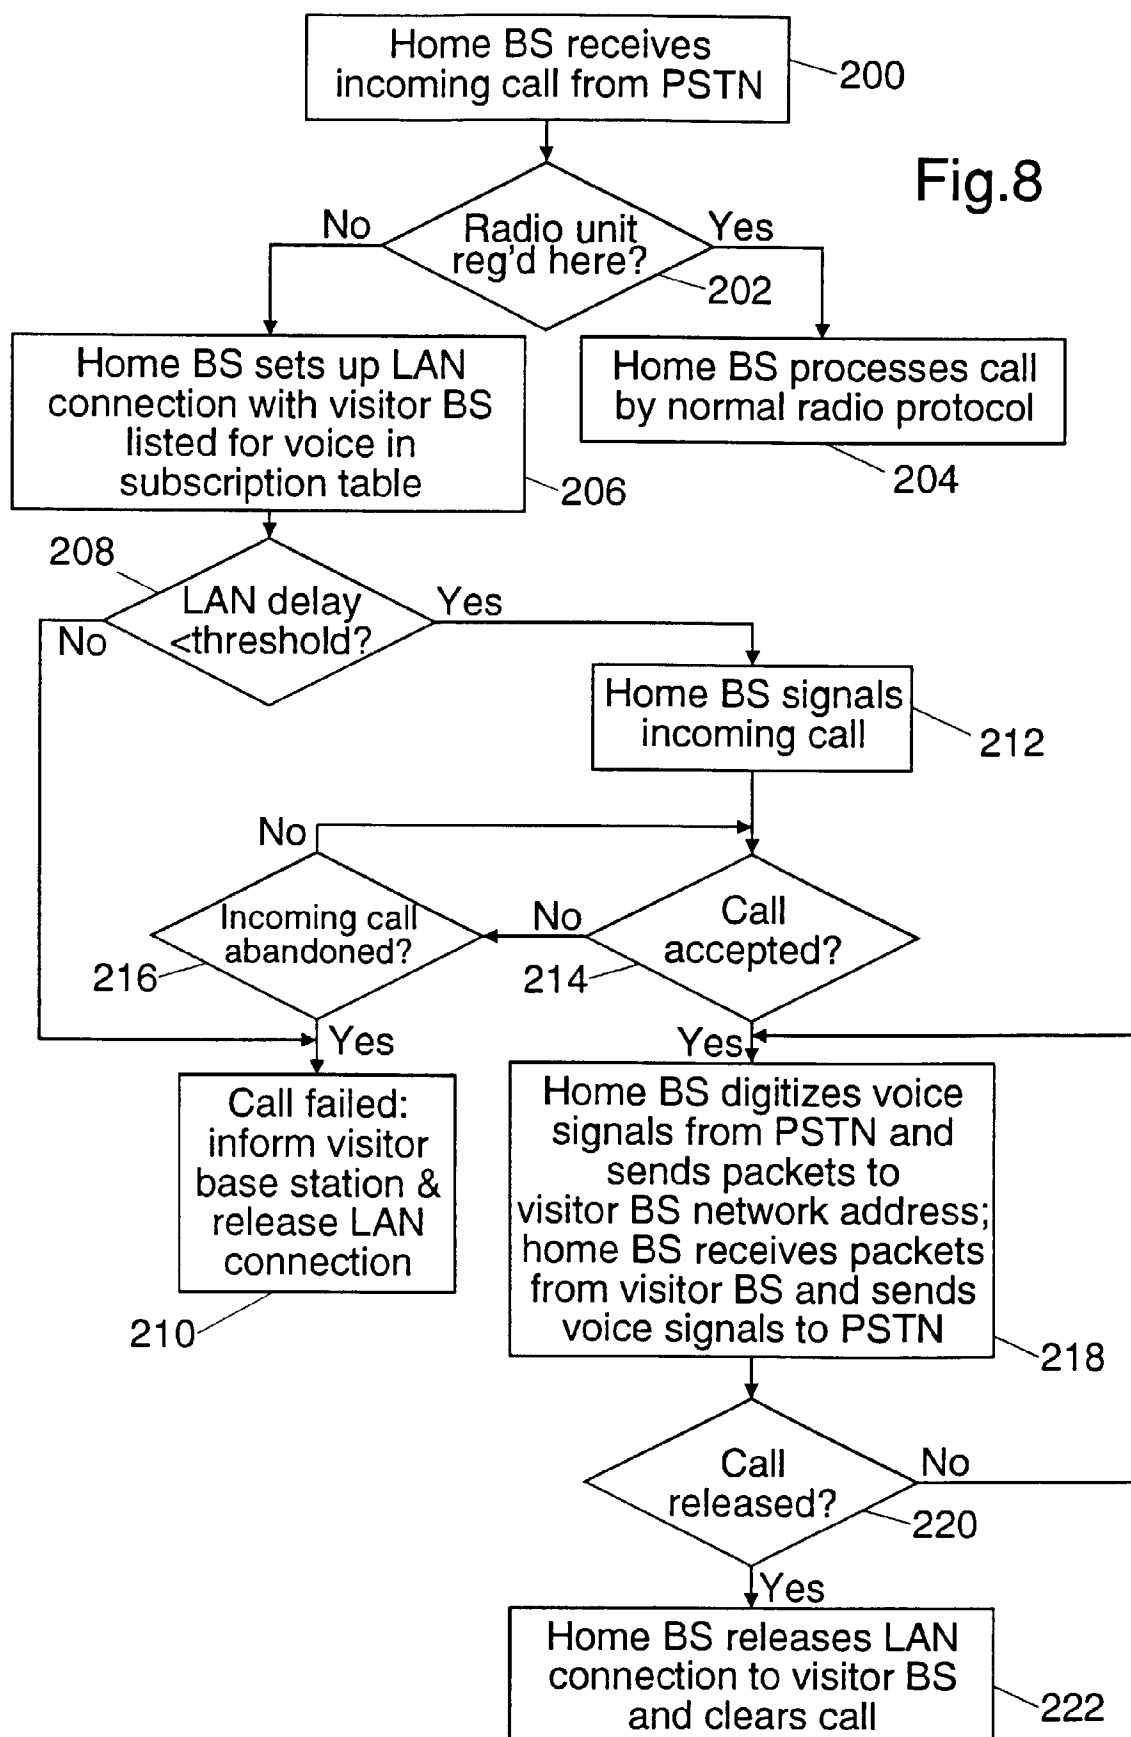 Home BS receives
incoming call from PSTN
200
Fig.8
No
Radio unit
reg'd here?
Yes
202
Home BS sets up LAN
connection with visitor BS
listed for voice in
subscription table
206
Home BS processes call
by normal radio protocol
204
208
LAN delay
<threshold?
Yes
No
Home BS signals
incoming call
212
No
Incoming call
abandoned?
216
No
Call
accepted?
214
Yes
Yes
Call failed:
inform visitor
base station &
release LAN
connection
210
Home BS digitizes voice
signals from PSTN and
sends packets to
visitor BS network address;
home BS receives packets
from visitor BS and sends
voice signals to PSTN
218
Call
released?
No
220
Yes
Home BS releases LAN
connection to visitor BS
and clears call
222